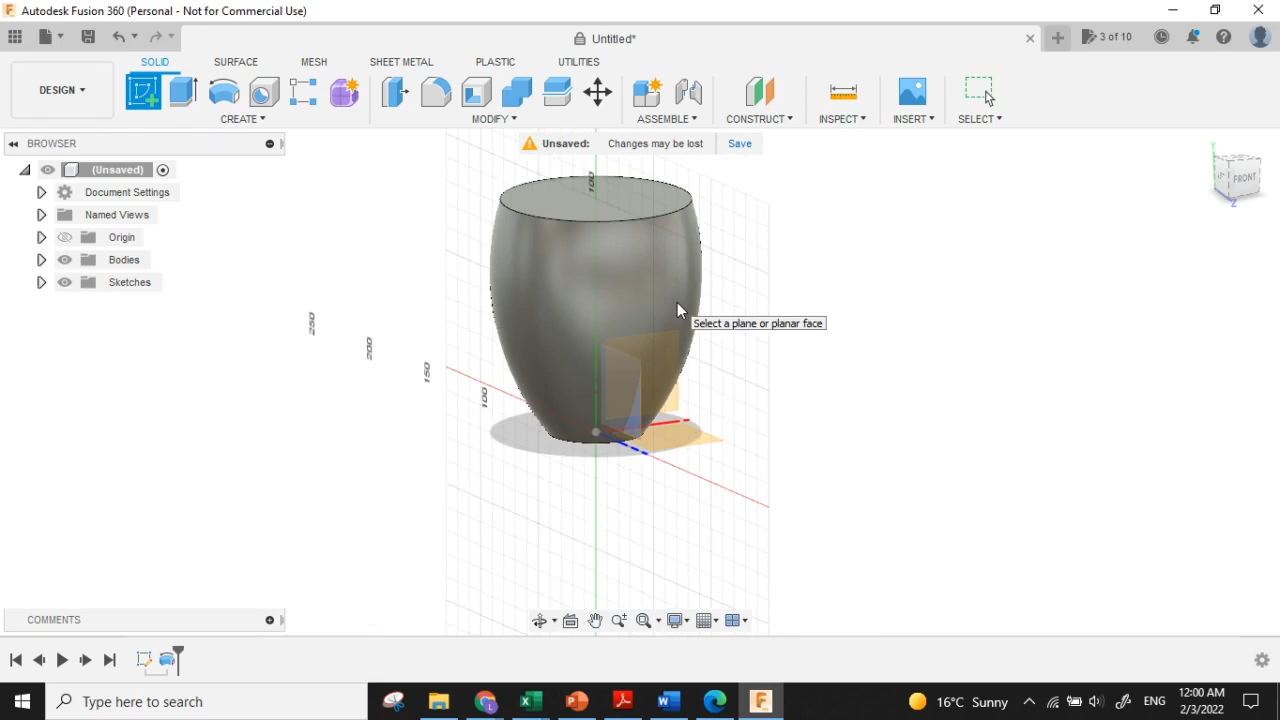 Autodesk Fusion 360 (Personal - Not for Commercial Use)
Untitled*
3 of 10
SOLID SURFACE MESH SHEET METAL PLASTIC UTILITIES
DESIGN
CREATE MODIFY ASSEMBLE CONSTRUCT INSPECT INSERT SELECT
BROWSER
Unsaved: Changes may be lost Save
(Unsaved)
Document Settings
Named Views
Origin
Bodies
Sketches
100
FRONT
Z
250
200
150
100
Select a plane or planar face
COMMENTS
Type here to search
16°C Sunny
ENG
12:00 AM
2/3/2022